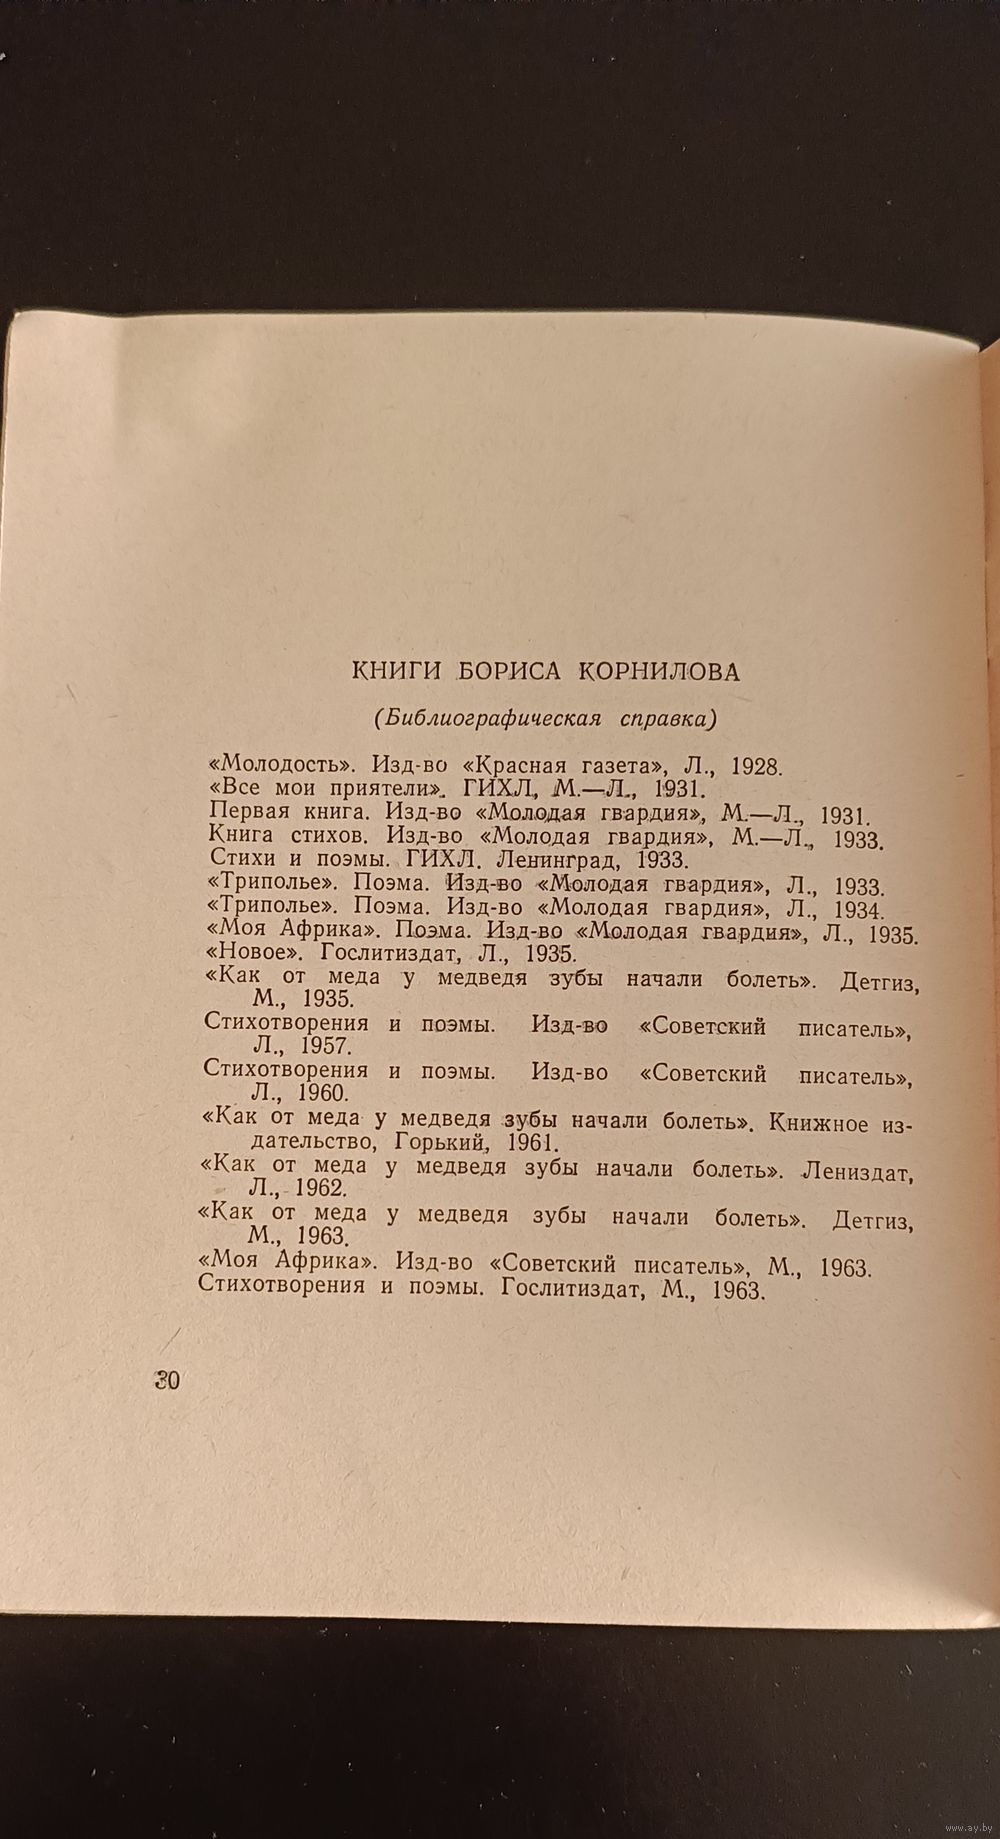 КНИГИ БОРИСА КОРНИЛОВА
(Библиографическая справка)
«Молодость». Изд-во «Красная газета», Л., 1928.
«Все мои приятели». ГИХЛ, М.—Л., 1931.
Первая книга. Изд-во «Молодая гвардия», М.—Л., 1931.
Книга стихов. Изд-во «Молодая гвардия», М.—Л., 1933.
Стихи и поэмы. ГИХЛ. Ленинград, 1933.
«Триполье». Поэма. Изд-во «Молодая гвардия», Л., 1933.
«Триполье». Поэма. Изд-во «Молодая гвардия», Л., 1934.
«Моя Африка». Поэма. Изд-во «Молодая гвардия», Л., 1935.
«Новое». Гослитиздат, Л., 1935.
«Как от меда у медведя зубы начали болеть». Детгиз,
М., 1935.
Стихотворения и поэмы. Изд-во «Советский писатель»,
Л., 1957.
Стихотворения и поэмы. Изд-во «Советский писатель»,
Л., 1960.
«Как от меда у медведя зубы начали болеть». Книжное из-
дательство, Горький, 1961.
«Как от меда у медведя зубы начали болеть». Лениздат,
Л., 1962.
«Как от меда у медведя зубы начали болеть». Детгиз,
М., 1963.
«Моя Африка». Изд-во «Советский писатель», М., 1963.
Стихотворения и поэмы. Гослитиздат, М., 1963.
30
www.ay.by